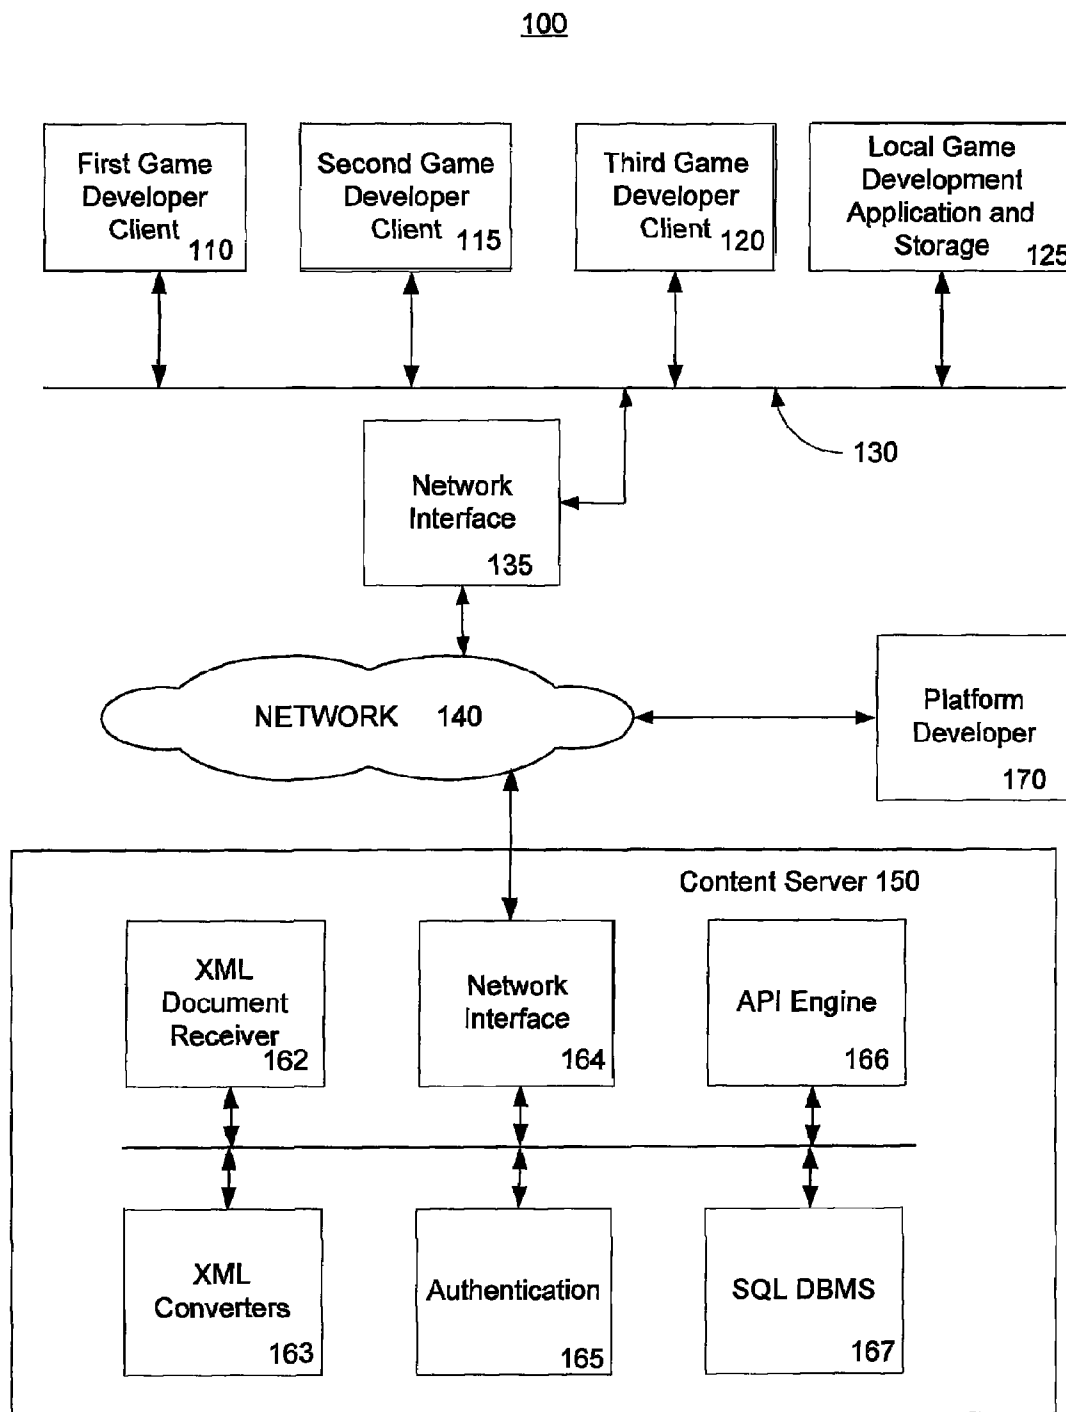 100
First Game
Developer
Client
110
Second Game
Developer
Client
115
Third Game
Developer
Client
120
Local Game
Development
Application and
Storage
125
130
Network
Interface
135
NETWORK 140
Platform
Developer
170
Content Server 150
XML
Document
Receiver
162
Network
Interface
164
API Engine
166
XML
Converters
163
Authentication
165
SQL DBMS
167